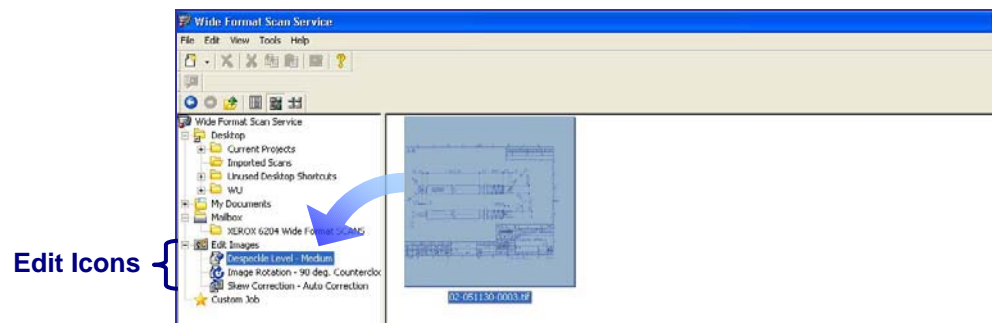 Wide Format Scan Service
File Edit View Tools Help
Wide Format Scan Service
Desktop
Current Projects
Imported Scans
Unused Desktop Shortcuts
WU
My Documents
Mailbox
XEROX 6204 Wide Format SCANS
Edit Images
Despeckle Level - Medium
Image Rotation - 90 deg. Countercloc
Skew Correction - Auto Correction
Custom Job
Edit Icons
02-051130-0003.tif